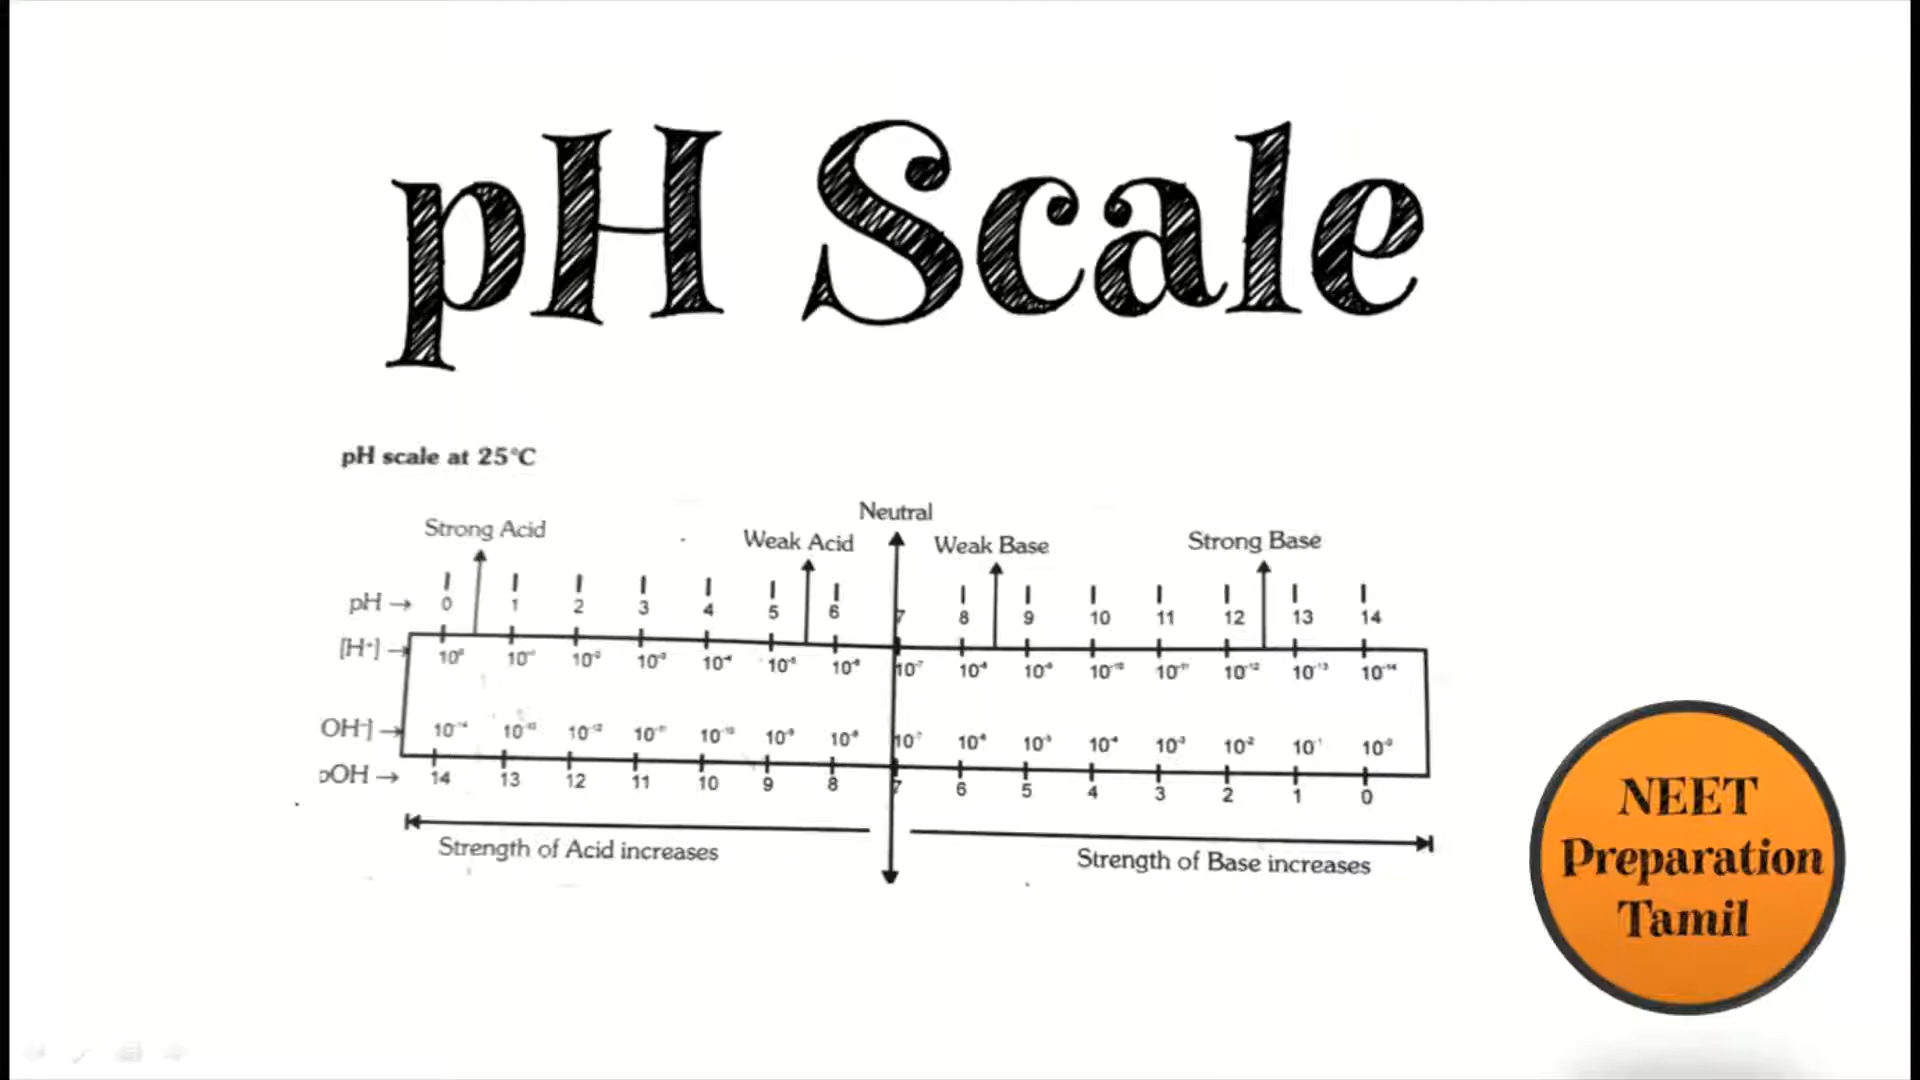 pH Scale
pH scale at 25°C
Neutral
Strong Acid
Weak Acid
Weak Base
Strong Base
pH → 0 1 2 3 4 5 6 7 8 9 10 11 12 13 14
[H⁺] → 10⁰ 10⁻¹ 10⁻² 10⁻³ 10⁻⁴ 10⁻⁵ 10⁻⁶ 10⁻⁷ 10⁻⁸ 10⁻⁹ 10⁻¹⁰ 10⁻¹¹ 10⁻¹² 10⁻¹³ 10⁻¹⁴
OH⁻] → 10⁻¹⁴ 10⁻¹³ 10⁻¹² 10⁻¹¹ 10⁻¹⁰ 10⁻⁹ 10⁻⁸ 10⁻⁷ 10⁻⁶ 10⁻⁵ 10⁻⁴ 10⁻³ 10⁻² 10⁻¹ 10⁻⁰
pOH → 14 13 12 11 10 9 8 7 6 5 4 3 2 1 0
Strength of Acid increases
Strength of Base increases
NEET
Preparation
Tamil